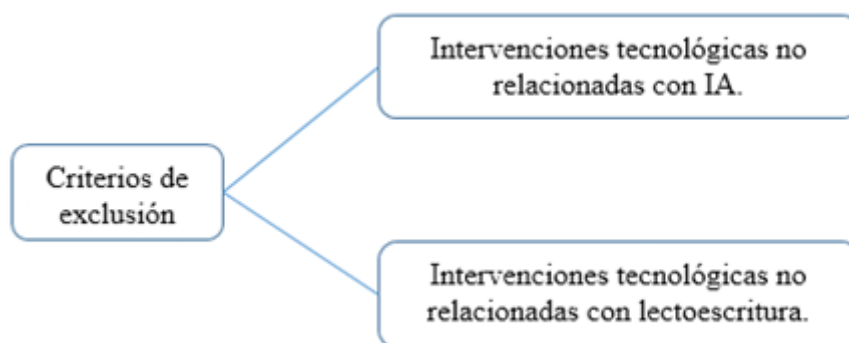 Intervenciones tecnológicas no
relacionadas con IA.
Criterios de
exclusión
Intervenciones tecnológicas no
relacionadas con lectoescritura.